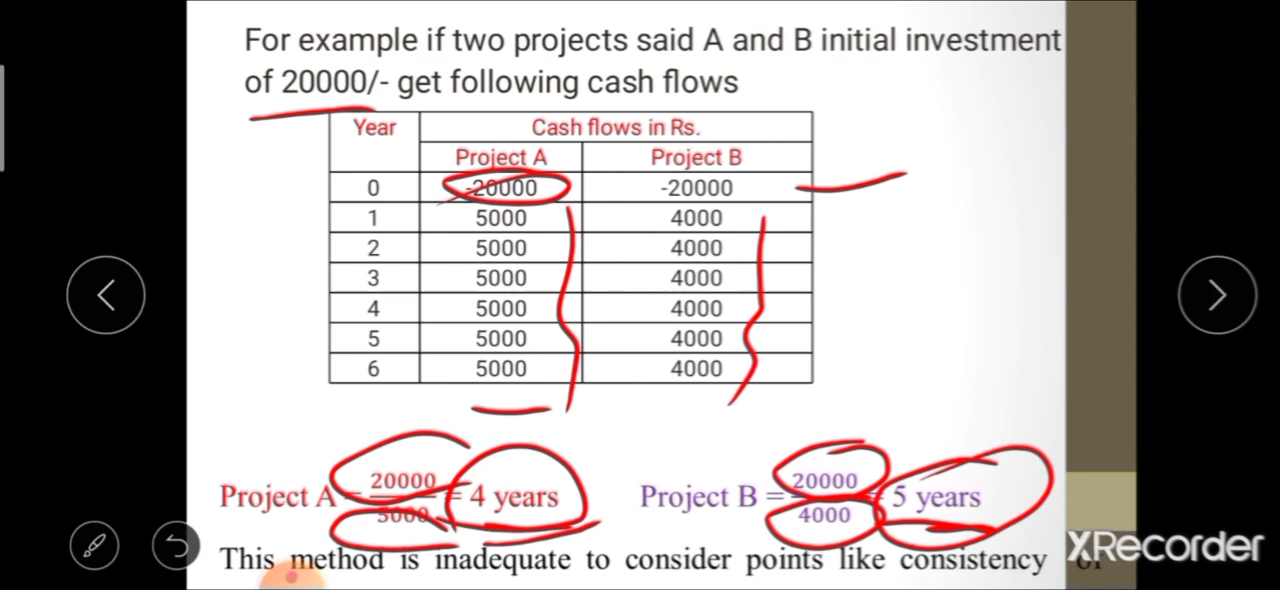 For example if two projects said A and B initial investment
of 20000/- get following cash flows
Year Cash flows in Rs.
Project A Project B
0 -20000 -20000
1 5000 4000
2 5000 4000
3 5000 4000
4 5000 4000
5 5000 4000
6 5000 4000
Project A = 20000 / 5000 = 4 years Project B = 20000 / 4000 = 5 years
This method is inadequate to consider points like consistency of
XRecorder